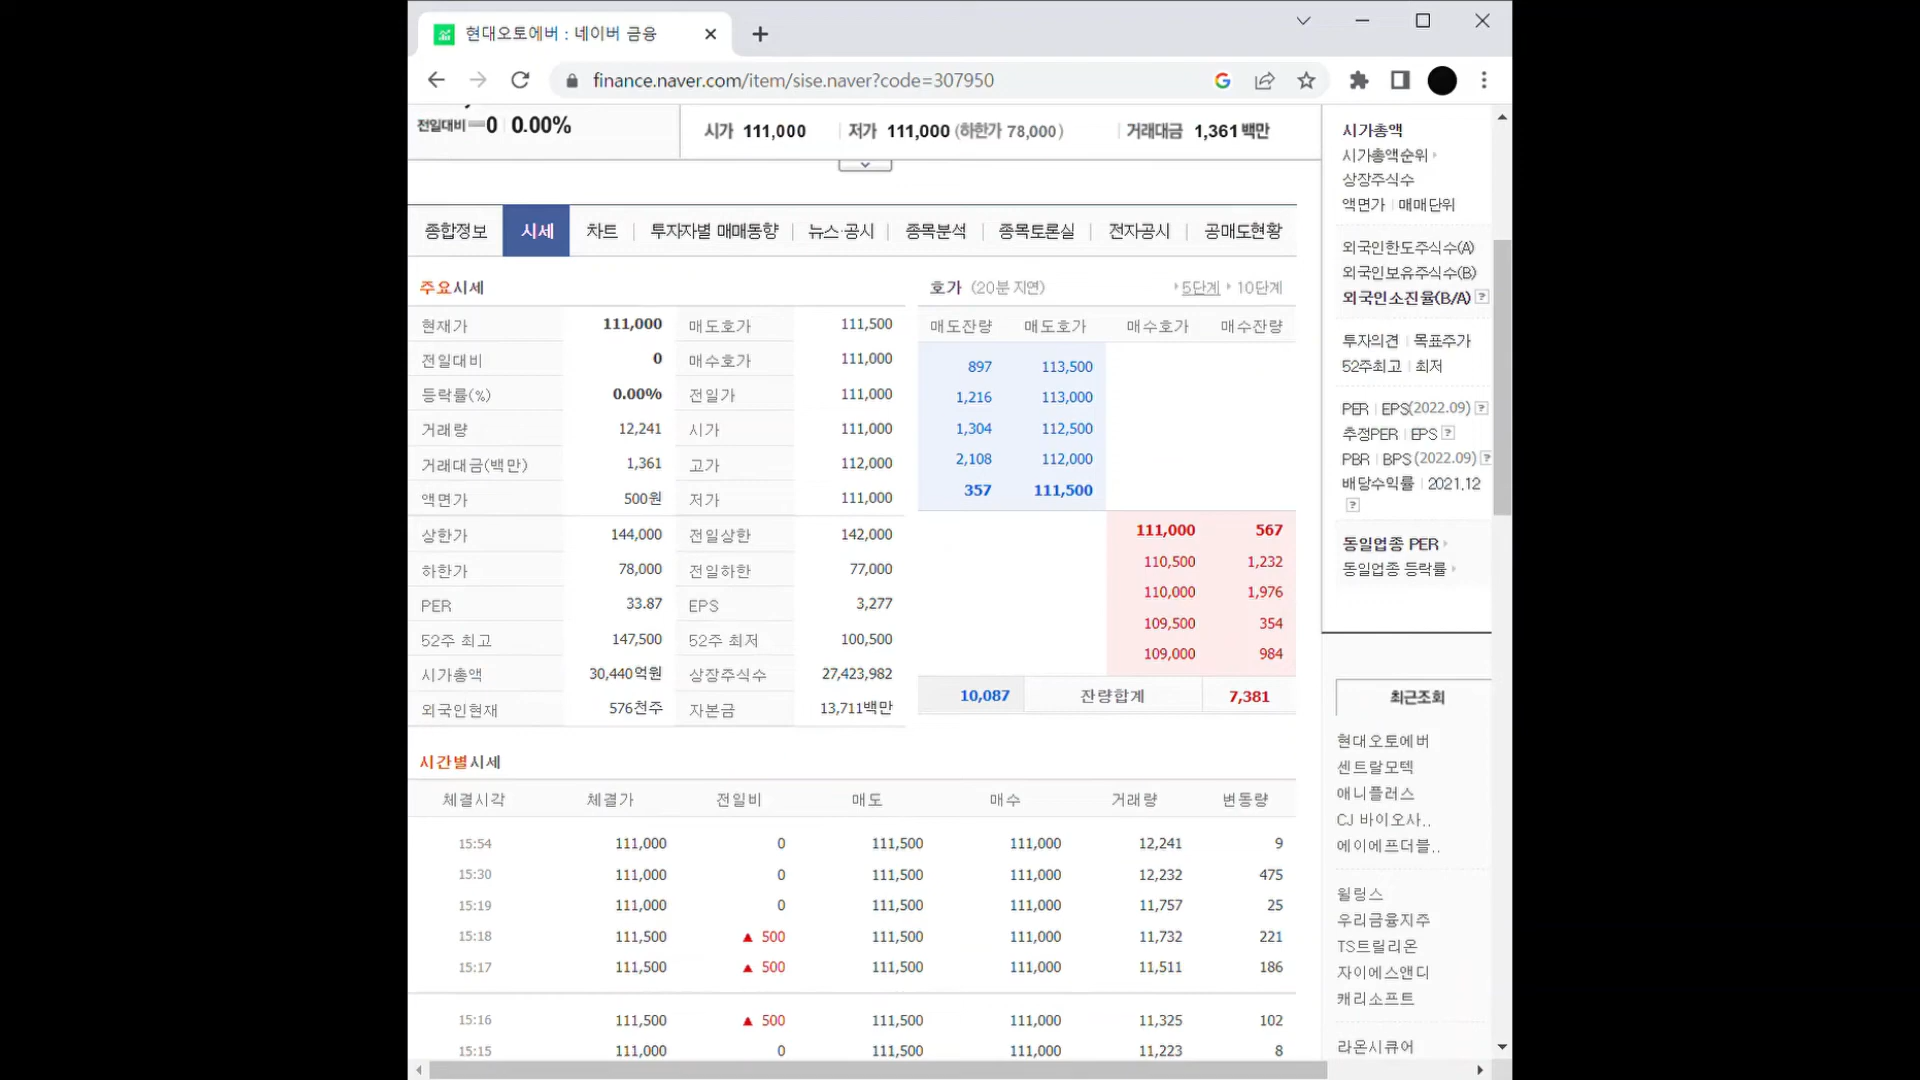 현대오토에버 : 네이버 금융
finance.naver.com/item/sise.naver?code=307950
전일대비 0 0.00%
시가 111,000 저가 111,000 (하한가 78,000) 거래대금 1,361 백만
종합정보 시세 차트 투자자별 매매동향 뉴스·공시 종목분석 종목토론실 전자공시 공매도현황
주요시세
현재가 111,000 매도호가 111,500
전일대비 0 매수호가 111,000
등락률(%) 0.00% 전일가 111,000
거래량 12,241 시가 111,000
거래대금(백만) 1,361 고가 112,000
액면가 500원 저가 111,000
상한가 144,000 전일상한 142,000
하한가 78,000 전일하한 77,000
PER 33.87 EPS 3,277
52주 최고 147,500 52주 최저 100,500
시가총액 30,440억원 상장주식수 27,423,982
외국인현재 576천주 자본금 13,711백만
호가 (20분 지연) 5단계 10단계
매도잔량 매도호가 매수호가 매수잔량
897 113,500
1,216 113,000
1,304 112,500
2,108 112,000
357 111,500
111,000 567
110,500 1,232
110,000 1,976
109,500 354
109,000 984
10,087 잔량합계 7,381
시간별시세
체결시각 체결가 전일비 매도 매수 거래량 변동량
15:54 111,000 0 111,500 111,000 12,241 9
15:30 111,000 0 111,500 111,000 12,232 475
15:19 111,000 0 111,500 111,000 11,757 25
15:18 111,500 ▲ 500 111,500 111,000 11,732 221
15:17 111,500 ▲ 500 111,500 111,000 11,511 186
15:16 111,500 ▲ 500 111,500 111,000 11,325 102
15:15 111,000 0 111,500 111,000 11,223 8
시가총액
시가총액순위
상장주식수
액면가 매매단위
외국인한도주식수(A)
외국인보유주식수(B)
외국인소진율(B/A) ?
투자의견 목표주가
52주최고 최저
PER EPS(2022.09) ?
추정PER EPS ?
PBR BPS (2022.09) ?
배당수익률 2021.12
?
동일업종 PER
동일업종 등락률
최근조회
현대오토에버
센트랄모텍
애니플러스
CJ 바이오사..
에이에프더블..
윌링스
우리금융지주
TS트릴리온
자이에스앤디
캐리소프트
라온시큐어